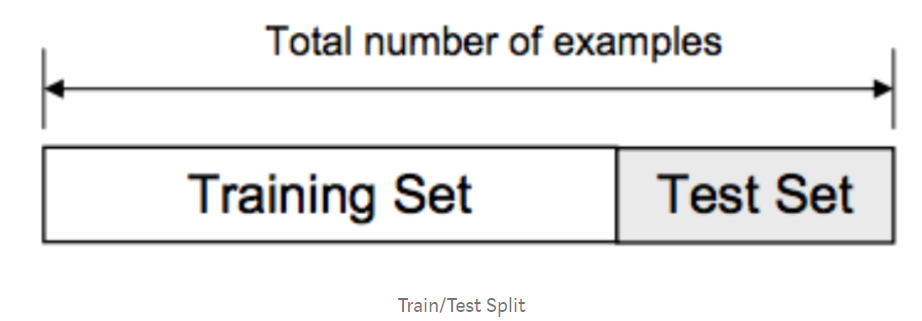 Total number of examples
Training Set
Test Set
Train/Test Split